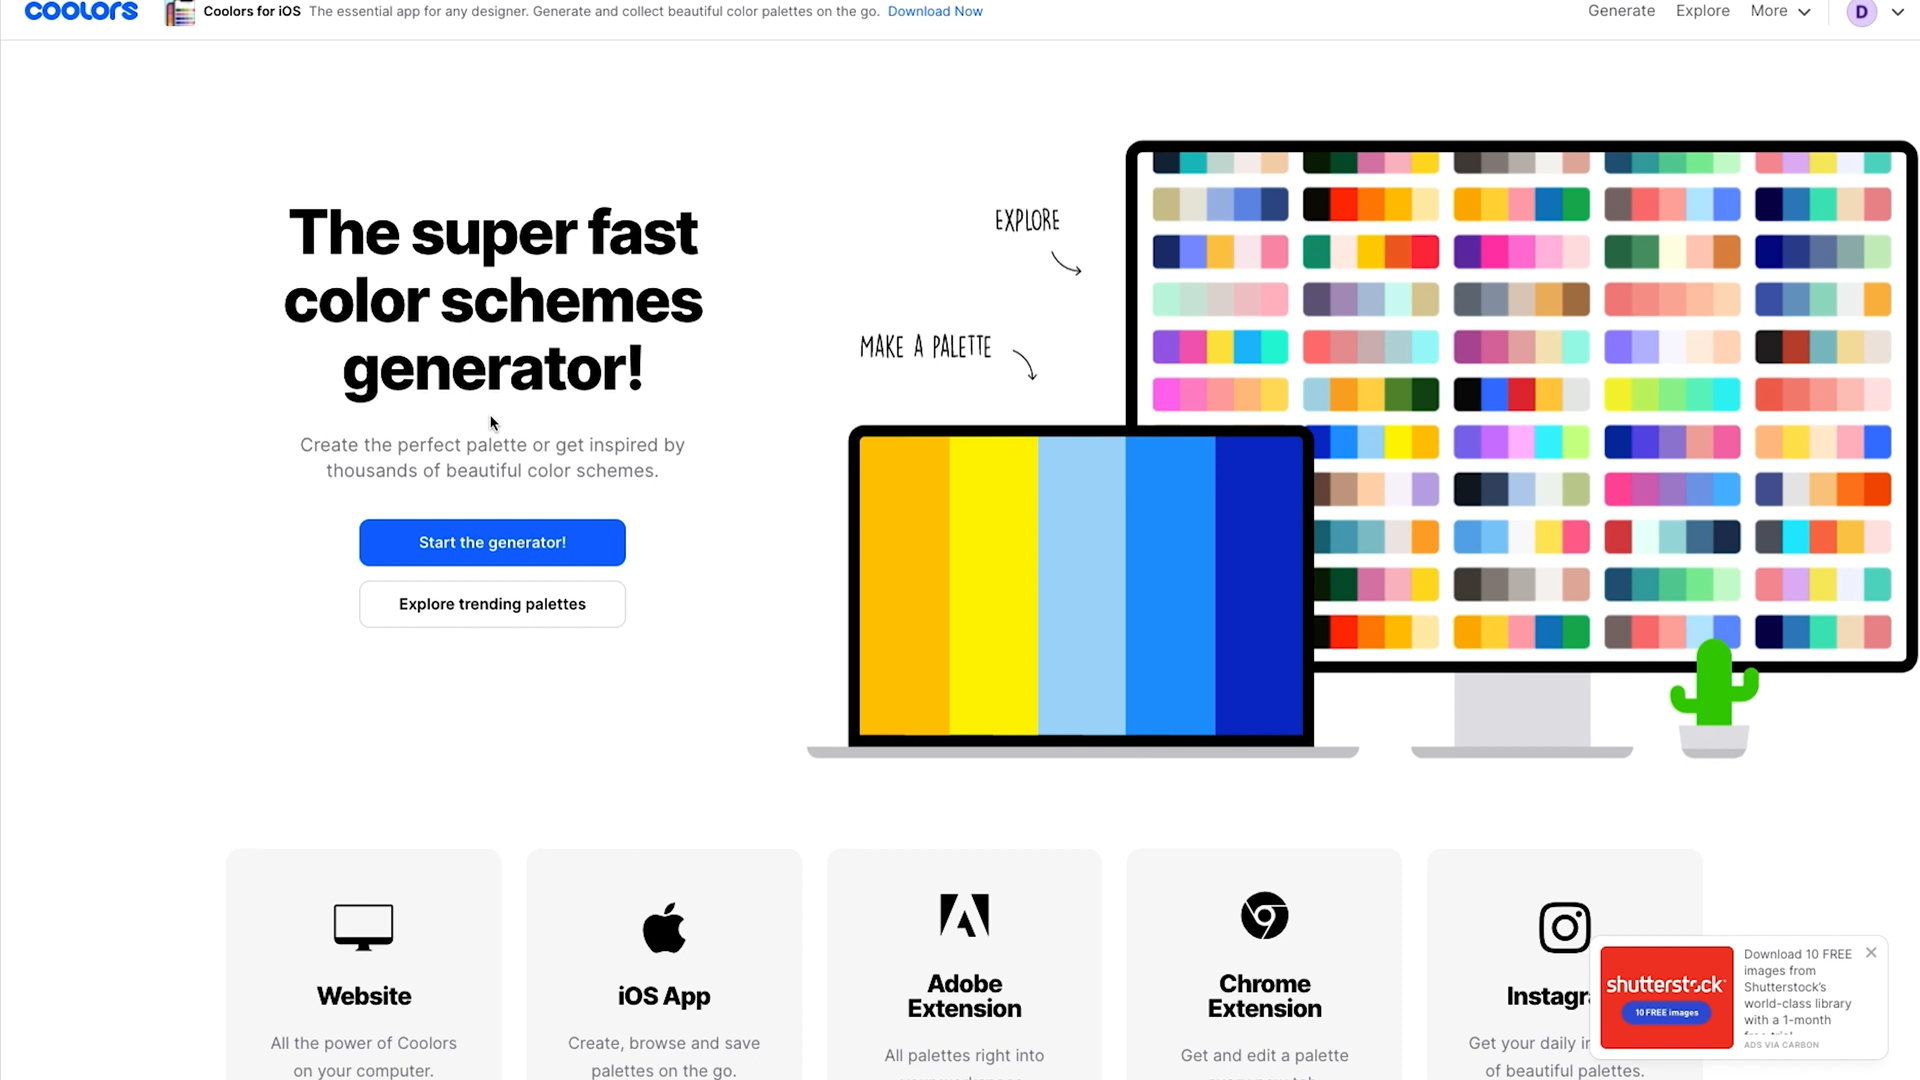 coolors
Coolors for iOS The essential app for any designer. Generate and collect beautiful color palettes on the go. Download Now
Generate Explore More D
The super fast
color schemes
generator!
Create the perfect palette or get inspired by
thousands of beautiful color schemes.
Start the generator!
Explore trending palettes
EXPLORE
MAKE A PALETTE
Website
All the power of Coolors
on your computer.
iOS App
Create, browse and save
palettes on the go.
Adobe
Extension
All palettes right into
Chrome
Extension
Get and edit a palette
Instagr
Get your daily in
of beautiful palettes.
shutterstock
10 FREE images
Download 10 FREE
images from
Shutterstock's
world-class library
with a 1-month
ADS VIA CARBON